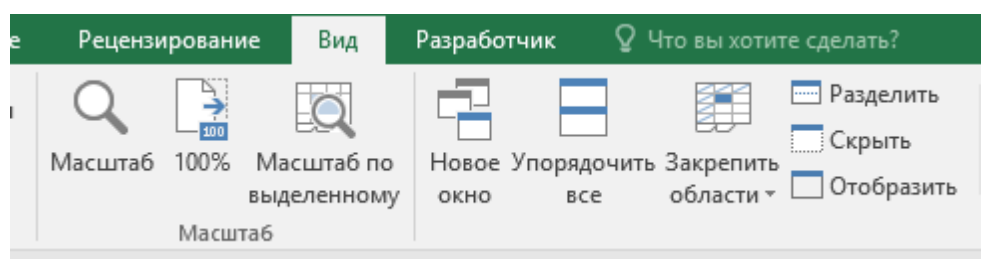 е Рецензирование Вид Разработчик Что вы хотите сделать?
Масштаб 100% Масштаб по выделенному
Новое окно Упорядочить все Закрепить области
Разделить
Скрыть
Отобразить
Масштаб